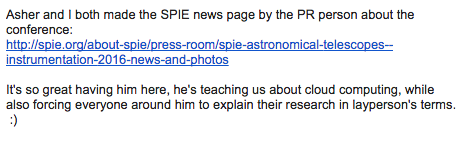 Asher and I both made the SPIE news page by the PR person about the
conference:
http://spie.org/about-spie/press-room/spie-astronomical-telescopes--
instrumentation-2016-news-and-photos
It's so great having him here, he's teaching us about cloud computing, while
also forcing everyone around him to explain their research in layperson's terms.
:)